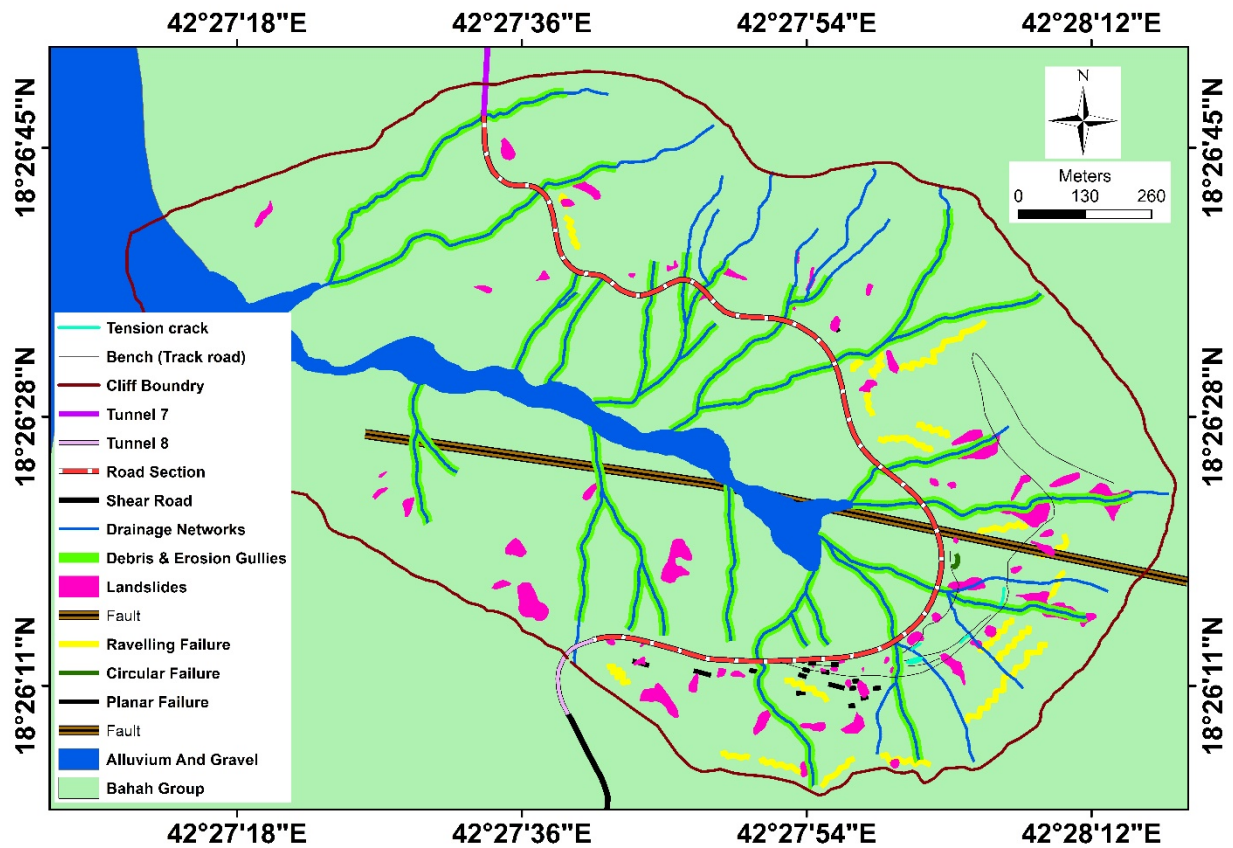 42°27'18"E 42°27'36"E 42°27'54"E 42°28'12"E
N
18°26'45"N
18°26'45"N
Meters
0 130 260
18°26'28"N
18°26'28"N
Tension crack
Bench (Track road)
Cliff Boundry
Tunnel 7
Tunnel 8
Road Section
Shear Road
Drainage Networks
Debris & Erosion Gullies
Landslides
Fault
Ravelling Failure
Circular Failure
Planar Failure
Fault
Alluvium And Gravel
Bahah Group
18°26'11"N
18°26'11"N
42°27'18"E 42°27'36"E 42°27'54"E 42°28'12"E